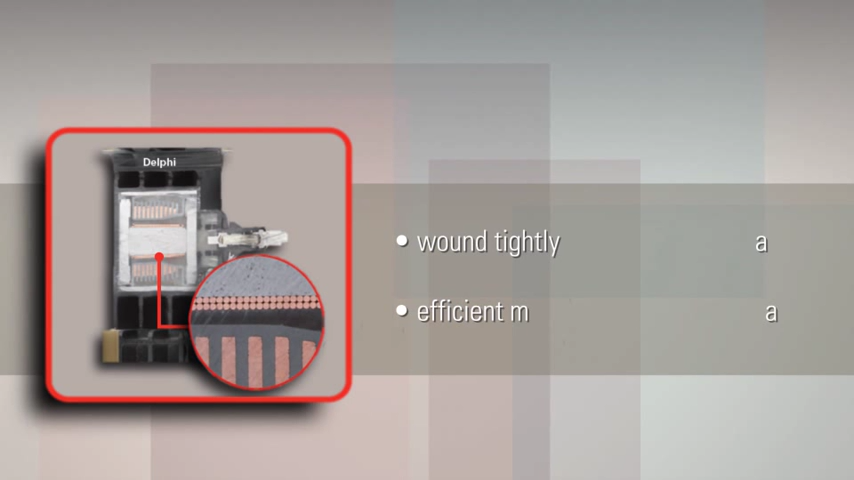 Delphi
• wound tightly a
• efficient m a